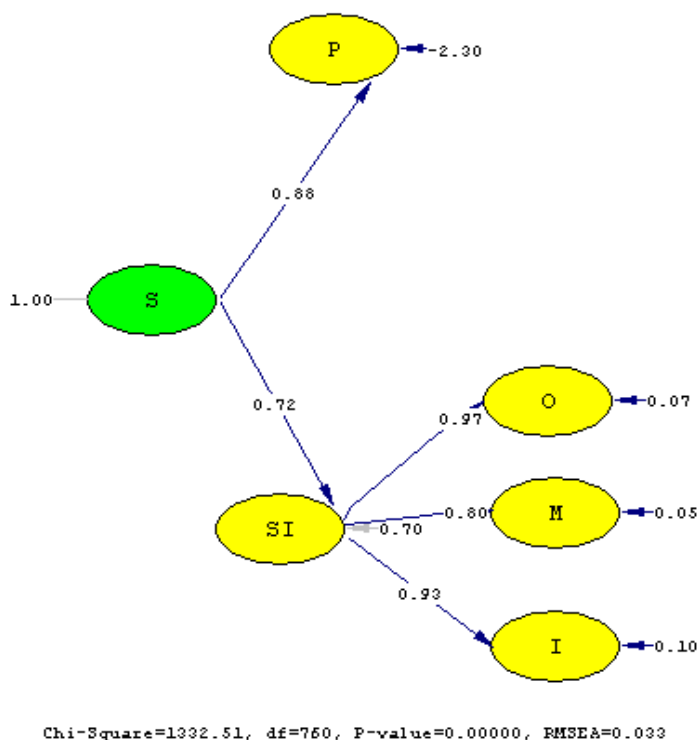 P
-2.30
0.88
1.00
S
0.72
O
0.07
0.97
SI
0.70
0.80
M
0.05
0.93
I
0.10
Chi-Square=1332.51, df=760, P-value=0.00000, RMSEA=0.033